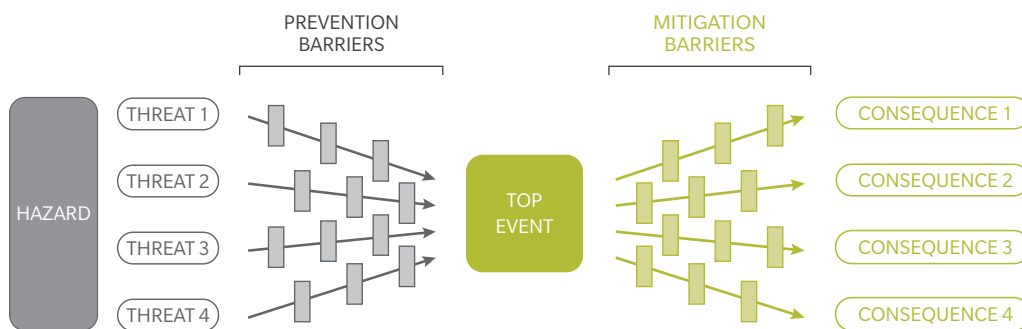 PREVENTION
BARRIERS
MITIGATION
BARRIERS
HAZARD
THREAT 1
THREAT 2
THREAT 3
THREAT 4
TOP
EVENT
CONSEQUENCE 1
CONSEQUENCE 2
CONSEQUENCE 3
CONSEQUENCE 4